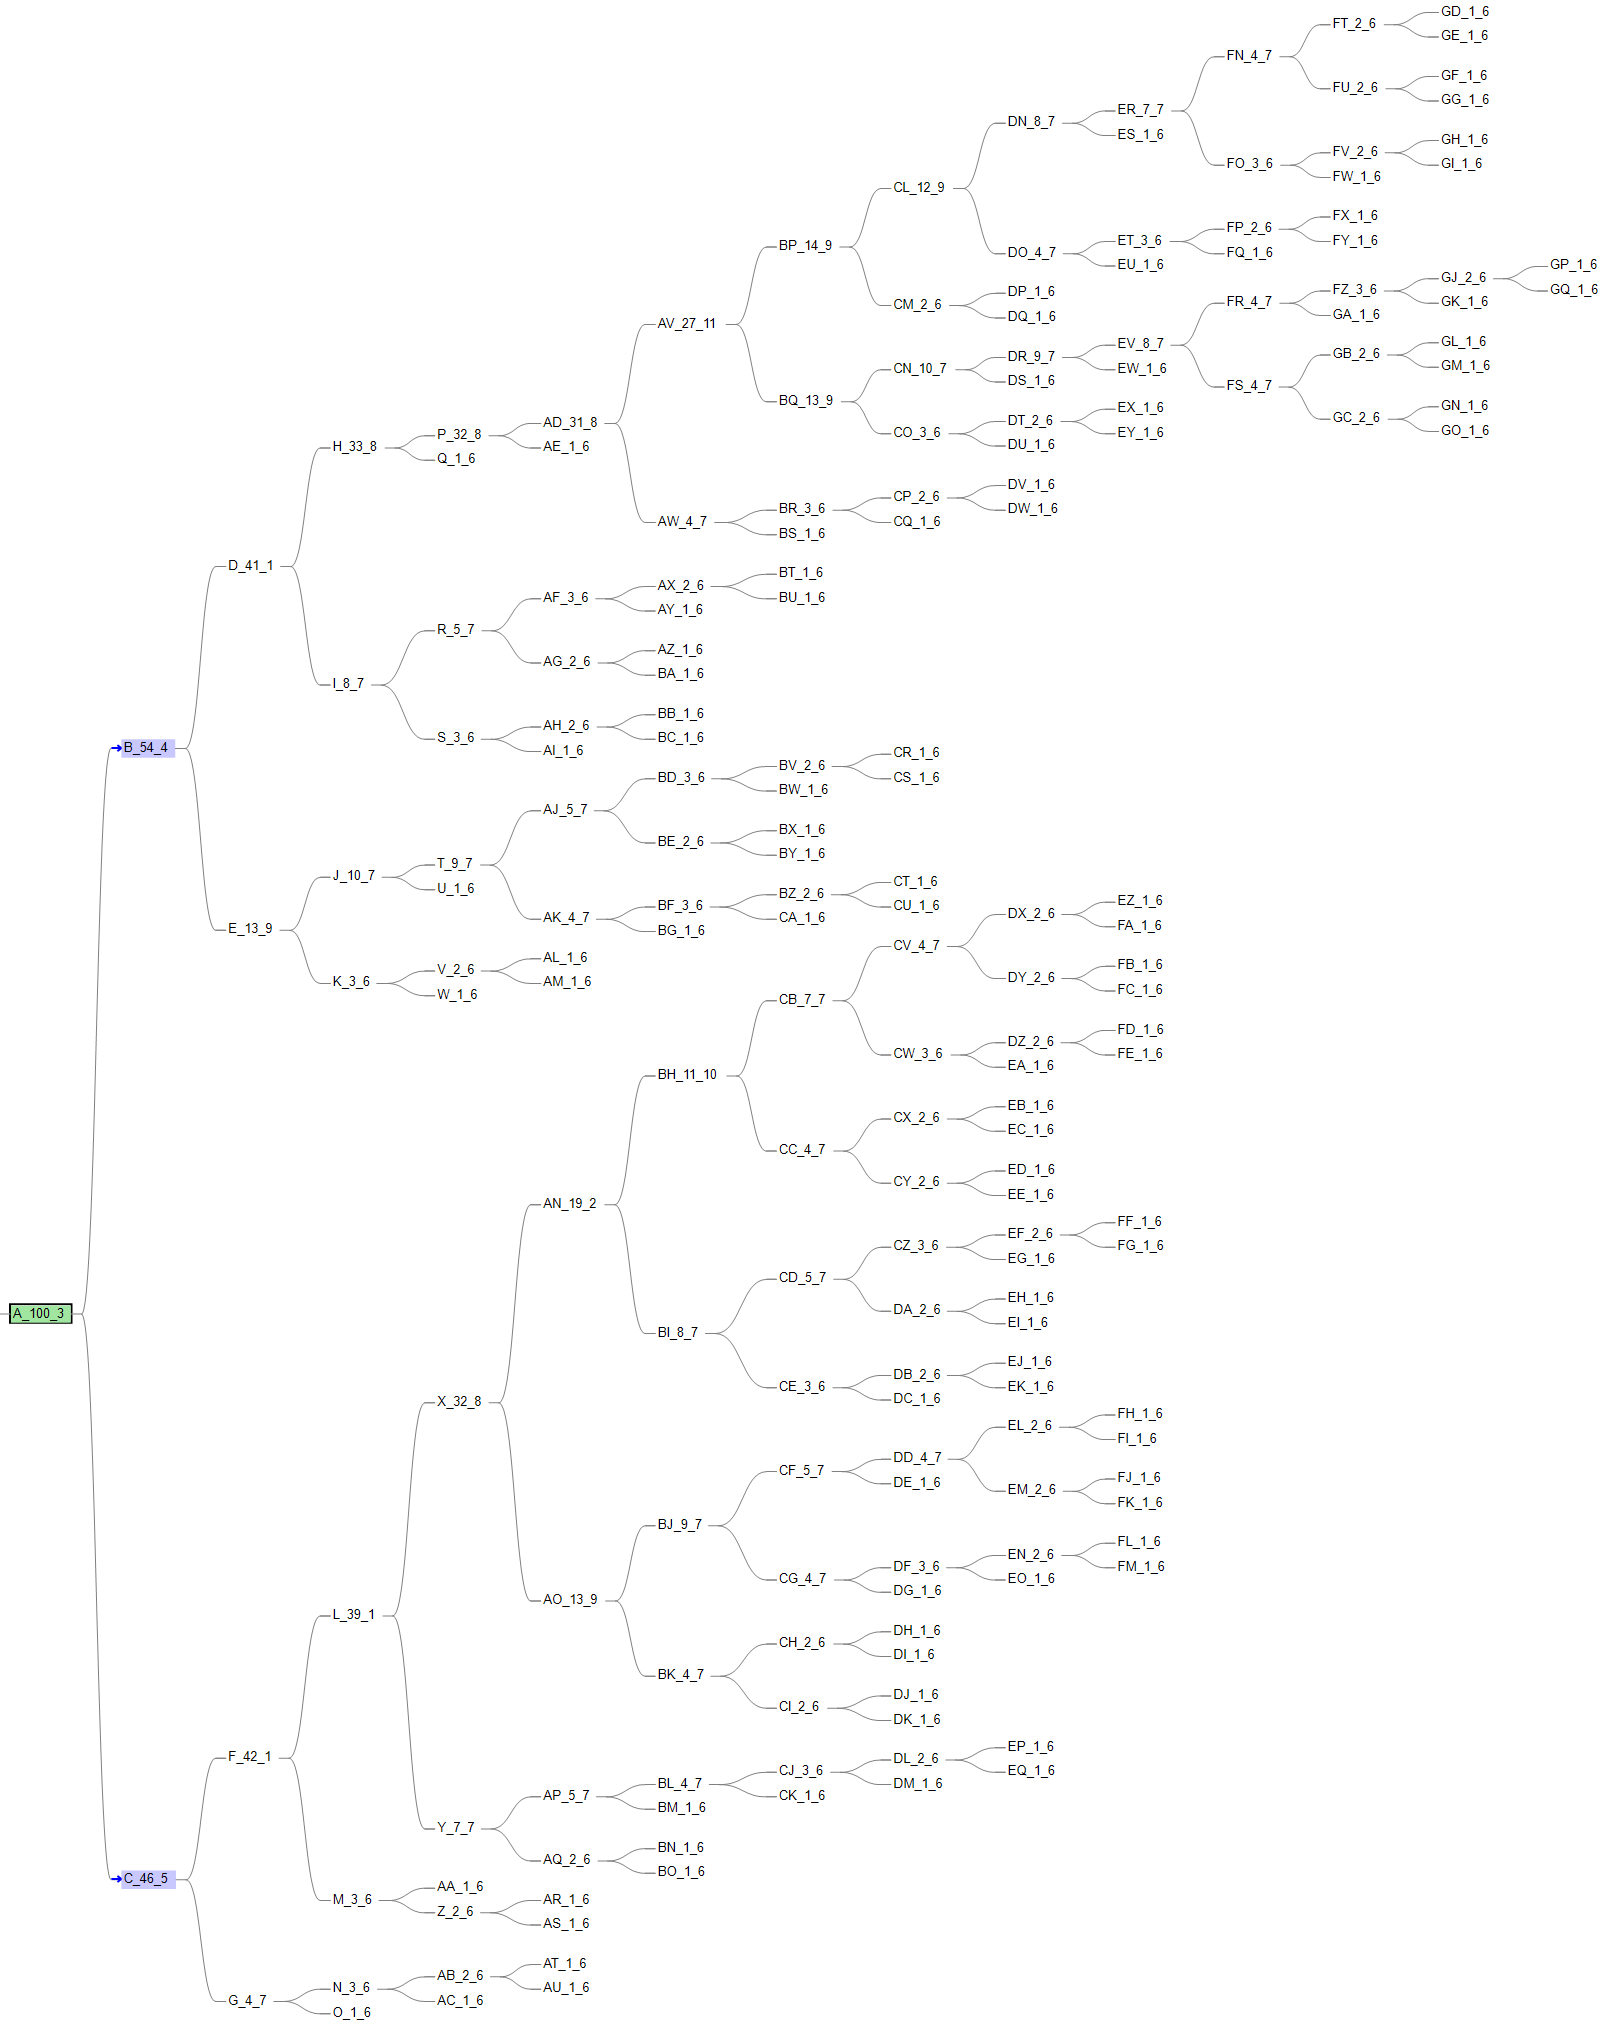 GD_1_6
FT_2_6
GE_1_6
FN_4_7
GF_1_6
FU_2_6
GG_1_6
ER_7_7
DN_8_7
ES_1_6
GH_1_6
FV_2_6
FO_3_6
GI_1_6
FW_1_6
CL_12_9
FX_1_6
FP_2_6
ET_3_6
FY_1_6
BP_14_9
DO_4_7
FQ_1_6
EU_1_6
GP_1_6
GJ_2_6
DP_1_6
FZ_3_6
GQ_1_6
CM_2_6
FR_4_7
GK_1_6
DQ_1_6
GA_1_6
AV_27_11
EV_8_7
GL_1_6
DR_9_7
GB_2_6
CN_10_7
EW_1_6
GM_1_6
DS_1_6
FS_4_7
BQ_13_9
EX_1_6
GN_1_6
DT_2_6
GC_2_6
AD_31_8
P_32_8
CO_3_6
EY_1_6
GO_1_6
H_33_8
AE_1_6
DU_1_6
Q_1_6
DV_1_6
CP_2_6
BR_3_6
DW_1_6
AW_4_7
CQ_1_6
BS_1_6
D_41_1
BT_1_6
AX_2_6
AF_3_6
BU_1_6
AY_1_6
R_5_7
AZ_1_6
AG_2_6
BA_1_6
I_8_7
BB_1_6
AH_2_6
S_3_6
BC_1_6
B_54_4
AI_1_6
CR_1_6
BV_2_6
BD_3_6
CS_1_6
BW_1_6
AJ_5_7
BX_1_6
BE_2_6
BY_1_6
T_9_7
J_10_7
U_1_6
CT_1_6
BZ_2_6
BF_3_6
CU_1_6
EZ_1_6
AK_4_7
CA_1_6
DX_2_6
E_13_9
BG_1_6
FA_1_6
CV_4_7
AL_1_6
FB_1_6
V_2_6
K_3_6
AM_1_6
DY_2_6
W_1_6
FC_1_6
CB_7_7
FD_1_6
DZ_2_6
CW_3_6
FE_1_6
EA_1_6
BH_11_10
EB_1_6
CX_2_6
EC_1_6
CC_4_7
ED_1_6
CY_2_6
EE_1_6
AN_19_2
FF_1_6
EF_2_6
CZ_3_6
FG_1_6
EG_1_6
CD_5_7
EH_1_6
DA_2_6
A_100_3
EI_1_6
BI_8_7
EJ_1_6
DB_2_6
CE_3_6
EK_1_6
DC_1_6
X_32_8
FH_1_6
EL_2_6
FI_1_6
DD_4_7
CF_5_7
FJ_1_6
DE_1_6
EM_2_6
FK_1_6
BJ_9_7
FL_1_6
EN_2_6
DF_3_6
FM_1_6
CG_4_7
EO_1_6
DG_1_6
AO_13_9
L_39_1
DH_1_6
CH_2_6
DI_1_6
BK_4_7
DJ_1_6
CI_2_6
DK_1_6
EP_1_6
F_42_1
DL_2_6
CJ_3_6
EQ_1_6
BL_4_7
DM_1_6
AP_5_7
CK_1_6
BM_1_6
Y_7_7
BN_1_6
AQ_2_6
BO_1_6
C_46_5
AA_1_6
M_3_6
AR_1_6
Z_2_6
AS_1_6
AT_1_6
AB_2_6
N_3_6
AU_1_6
G_4_7
AC_1_6
O_1_6